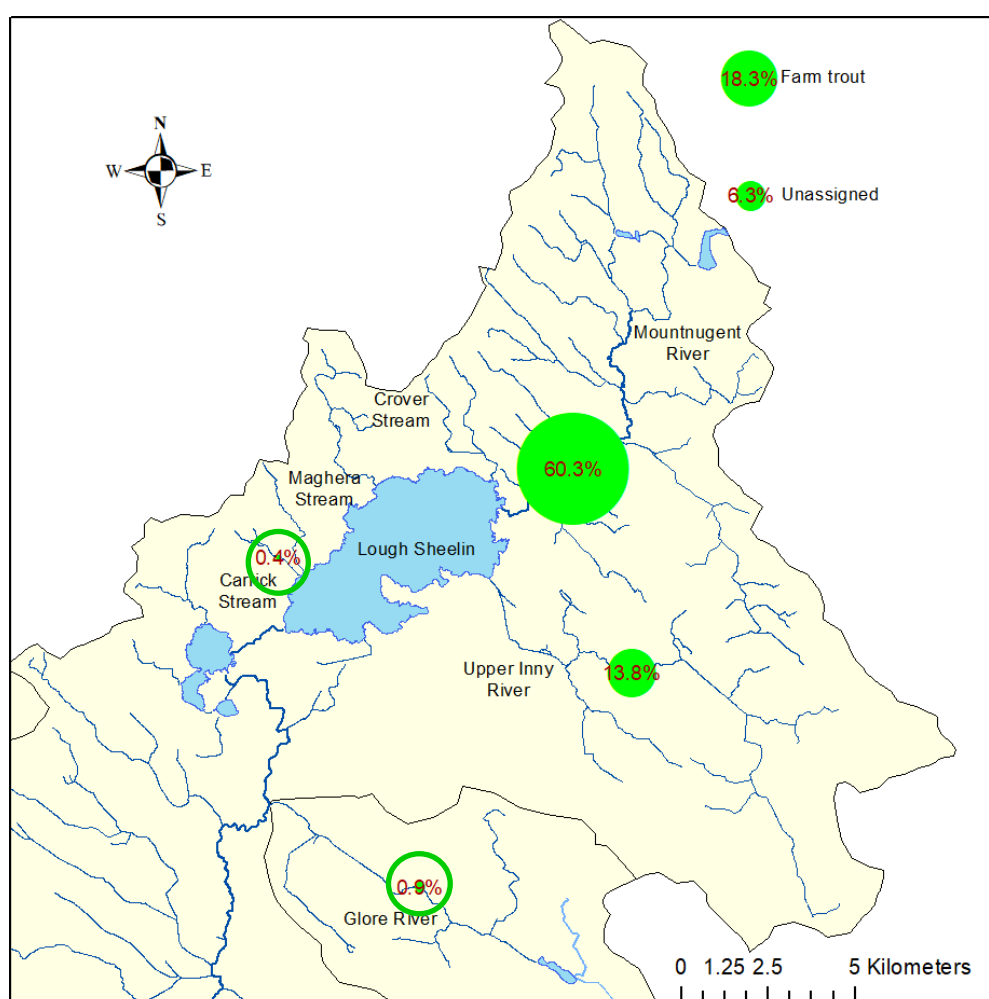 18.3% Farm trout
N
W E
S
6.3% Unassigned
Mountnugent
River
Crover
Stream
60.3%
Maghera
Stream
Lough Sheelin
0.4%
Carrick
Stream
Upper Inny
River
13.8%
0.9%
Glore River
0 1.25 2.5 5 Kilometers